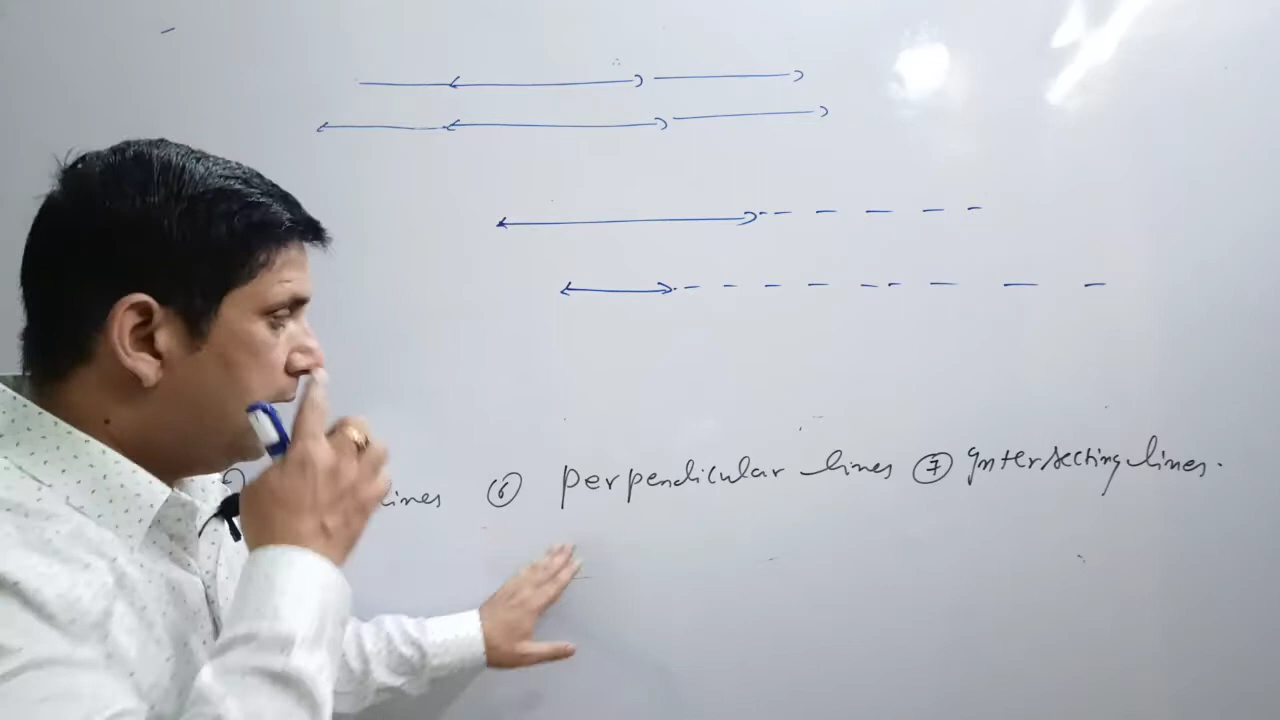 lines ⑥ perpendicular lines ⑦ Intersecting lines.